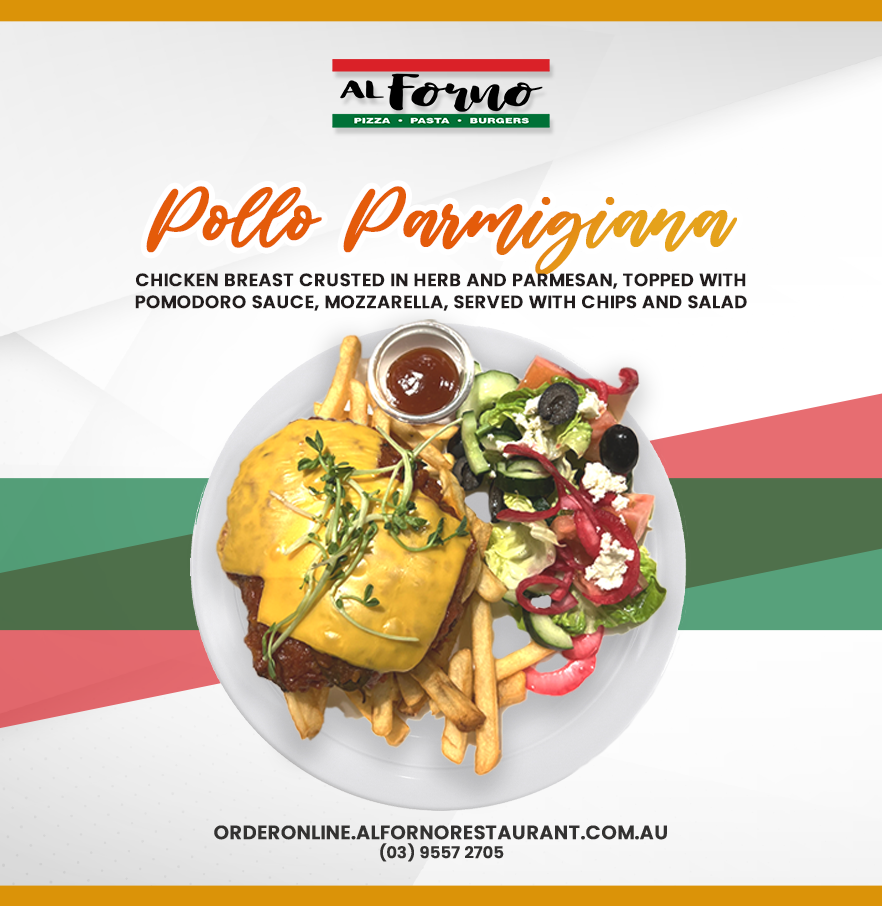 AL Forno
PIZZA • PASTA • BURGERS
Pollo Parmigiana
CHICKEN BREAST CRUSTED IN HERB AND PARMESAN, TOPPED WITH
POMODORO SAUCE, MOZZARELLA, SERVED WITH CHIPS AND SALAD
ORDERONLINE.ALFORNORESTAURANT.COM.AU
(03) 9557 2705